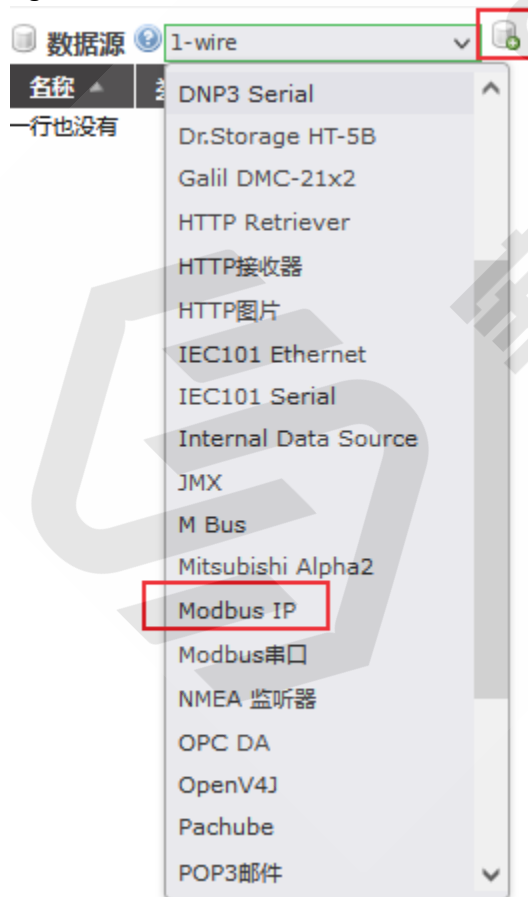 数据源 1-wire
名称
一行也没有
DNP3 Serial
Dr.Storage HT-5B
Galil DMC-21x2
HTTP Retriever
HTTP接收器
HTTP图片
IEC101 Ethernet
IEC101 Serial
Internal Data Source
JMX
M Bus
Mitsubishi Alpha2
Modbus IP
Modbus串口
NMEA 监听器
OPC DA
OpenV4J
Pachube
POP3邮件